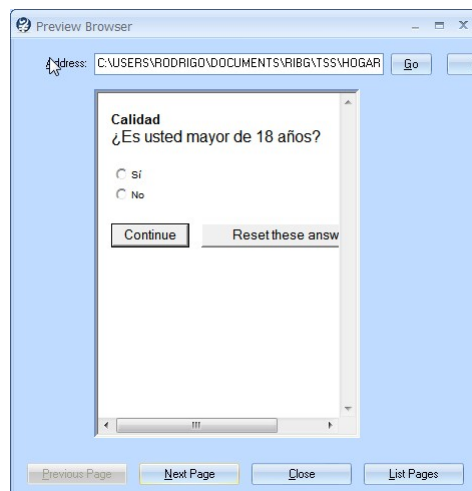 Preview Browser
Address: C:\USERS\RODRIGO\DOCUMENTS\RIBG\TSS\HOGAR Go
Calidad
¿Es usted mayor de 18 años?
Sí
No
Continue Reset these answ
Previous Page Next Page Close List Pages